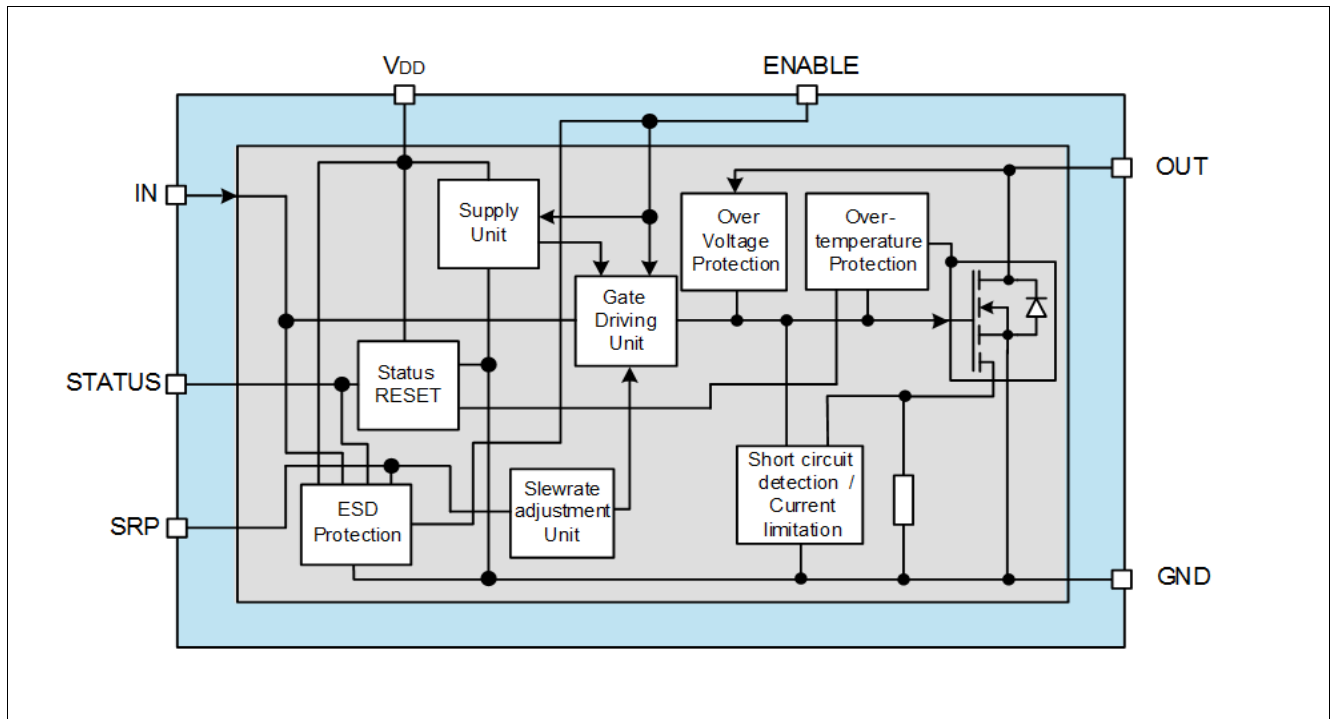 VDD
ENABLE
IN
OUT
Supply
Unit
Over
Voltage
Protection
Over-
temperature
Protection
Gate
Driving
Unit
STATUS
Status
RESET
SRP
ESD
Protection
Slewrate
adjustment
Unit
Short circuit
detection /
Current
limitation
GND